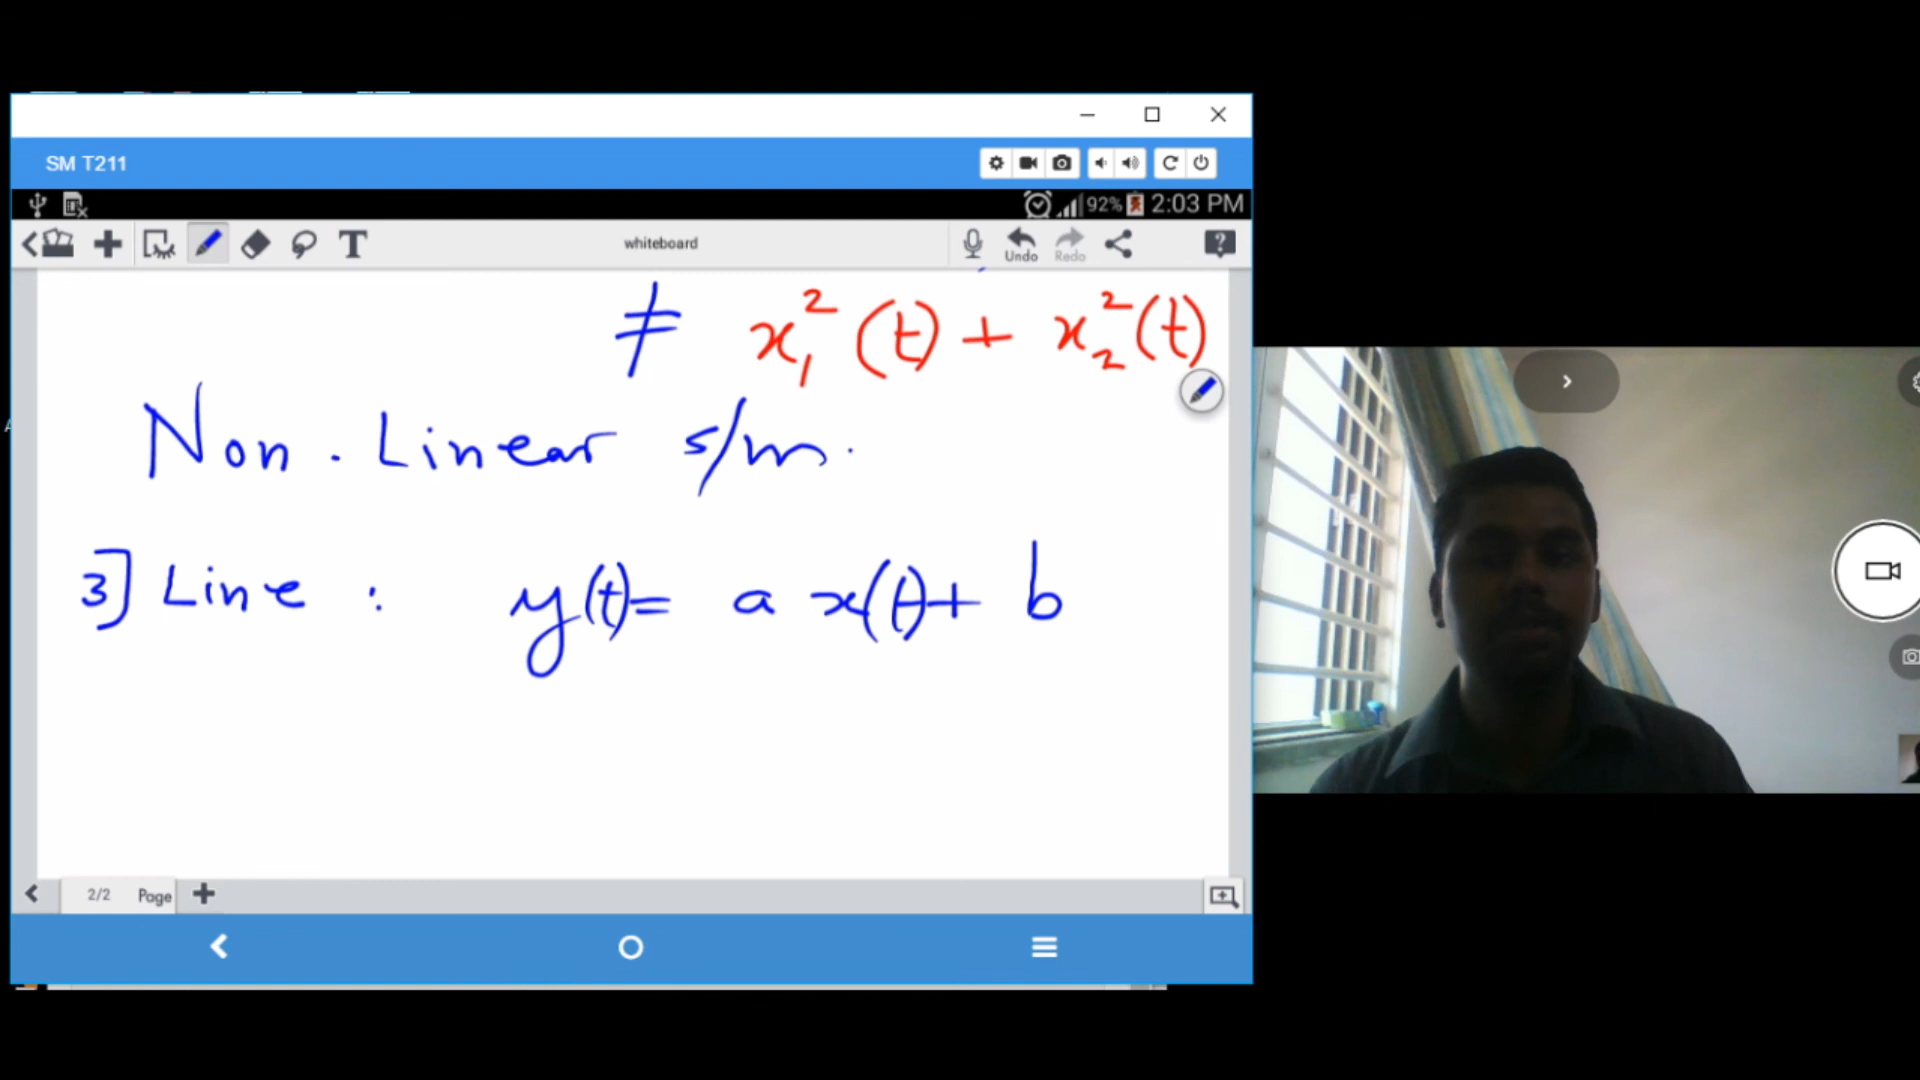 SM T211
92% 2:03 PM
whiteboard
Undo
Redo
≠ x₁²(t) + x₂²(t)
Non-Linear s/m.
3] Line : y(t) = a x(t) + b
2/2 Page